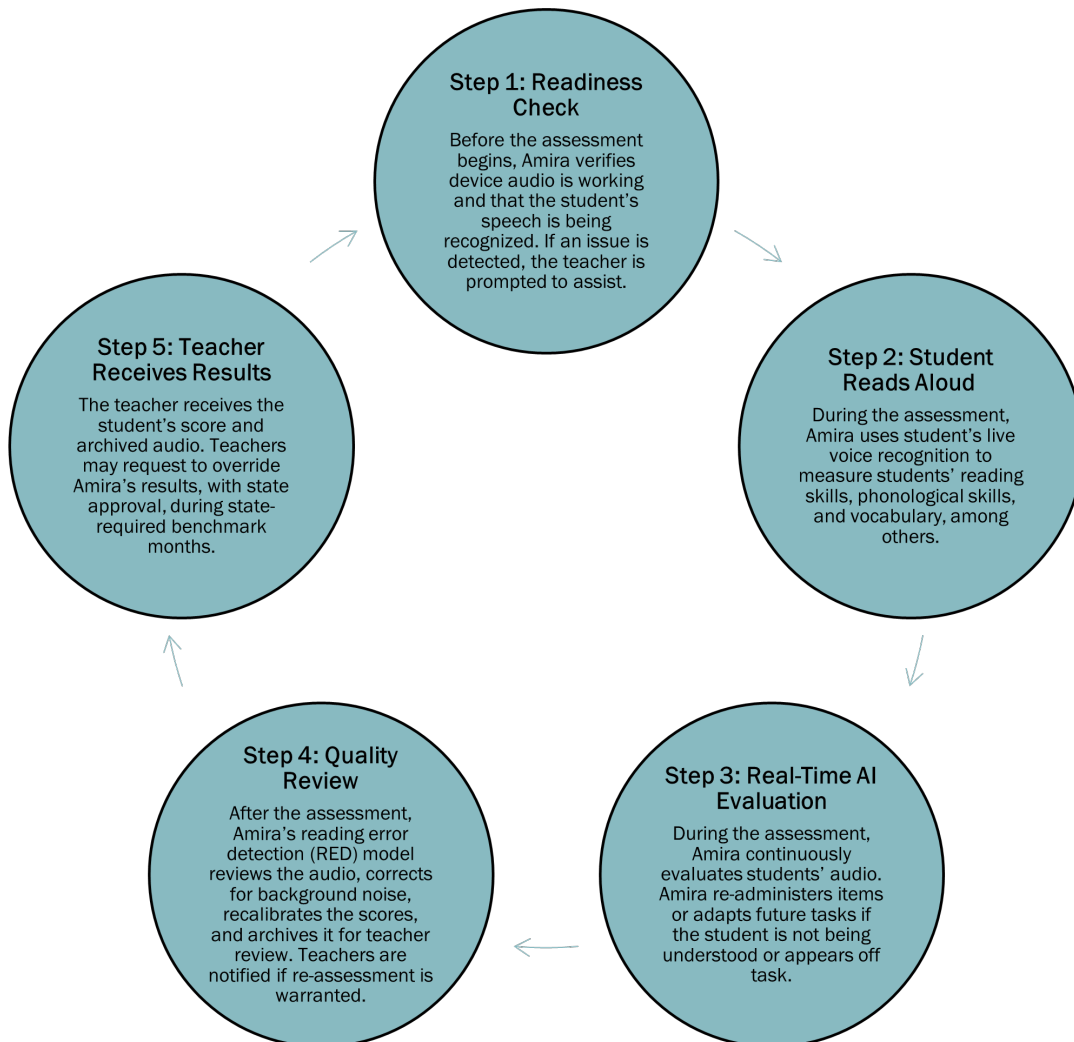 Step 1: Readiness
Check
Before the assessment
begins, Amira verifies
device audio is working
and that the student’s
speech is being
recognized. If an issue is
detected, the teacher is
prompted to assist.
Step 2: Student
Reads Aloud
During the assessment,
Amira uses student’s live
voice recognition to
measure students’ reading
skills, phonological skills,
and vocabulary, among
others.
Step 3: Real-Time AI
Evaluation
During the assessment,
Amira continuously
evaluates students’ audio.
Amira re-administers items
or adapts future tasks if
the student is not being
understood or appears off
task.
Step 4: Quality
Review
After the assessment,
Amira’s reading error
detection (RED) model
reviews the audio, corrects
for background noise,
recalibrates the scores,
and archives it for teacher
review. Teachers are
notified if re-assessment is
warranted.
Step 5: Teacher
Receives Results
The teacher receives the
student’s score and
archived audio. Teachers
may request to override
Amira’s results, with state
approval, during state-
required benchmark
months.